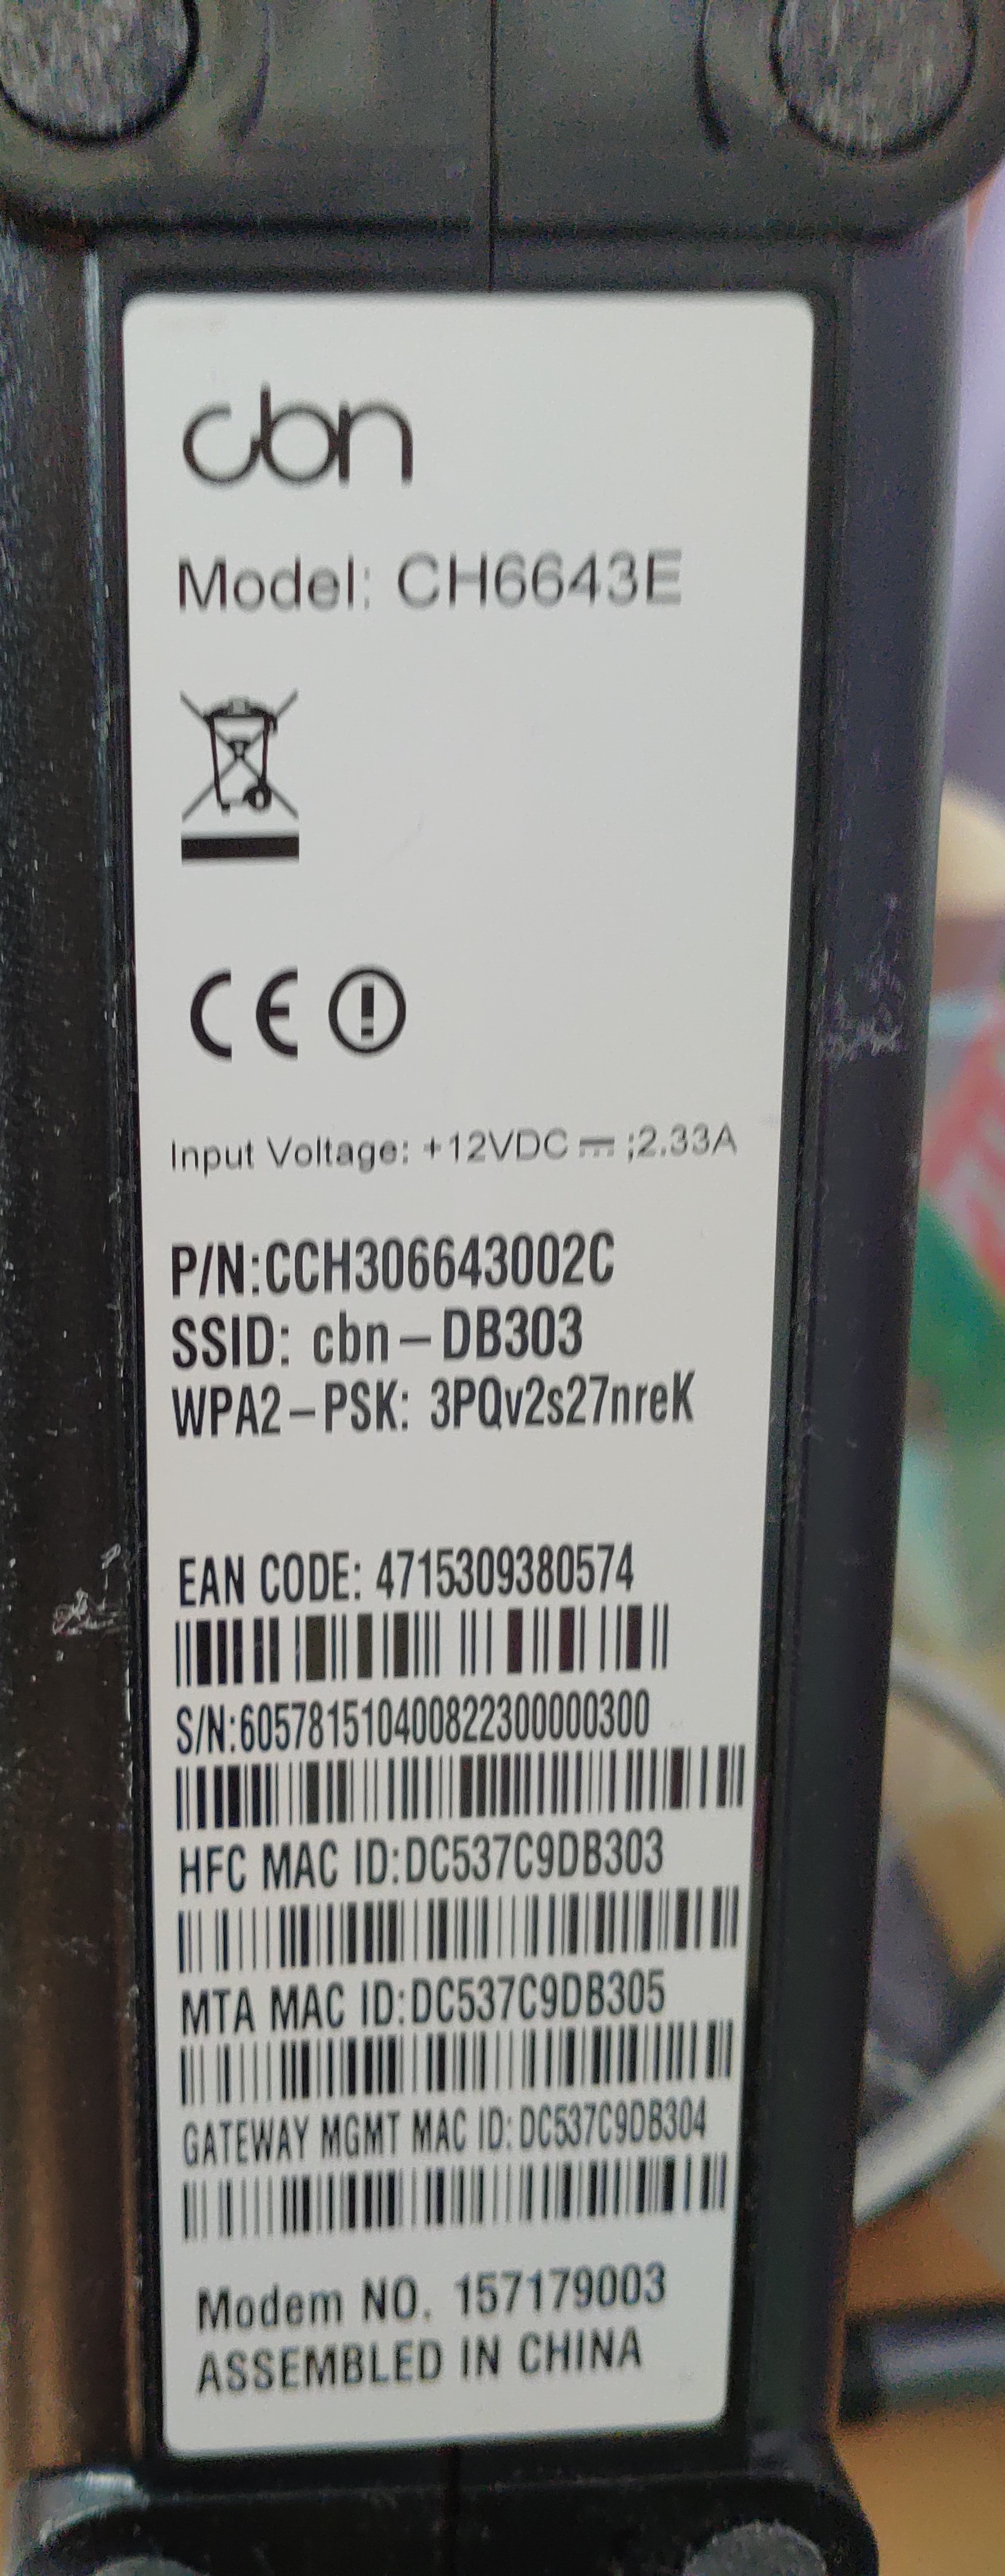 cbn
Model: CH6643E
CE
Input Voltage: +12VDC ⎓ ;2.33A
P/N:CCH306643002C
SSID: cbn-DB303
WPA2-PSK: 3PQv2s27nreK
EAN CODE: 4715309380574
S/N:605781510400822300000300
HFC MAC ID:DC537C9DB303
MTA MAC ID:DC537C9DB305
GATEWAY MGMT MAC ID:DC537C9DB304
Modem NO. 157179003
ASSEMBLED IN CHINA